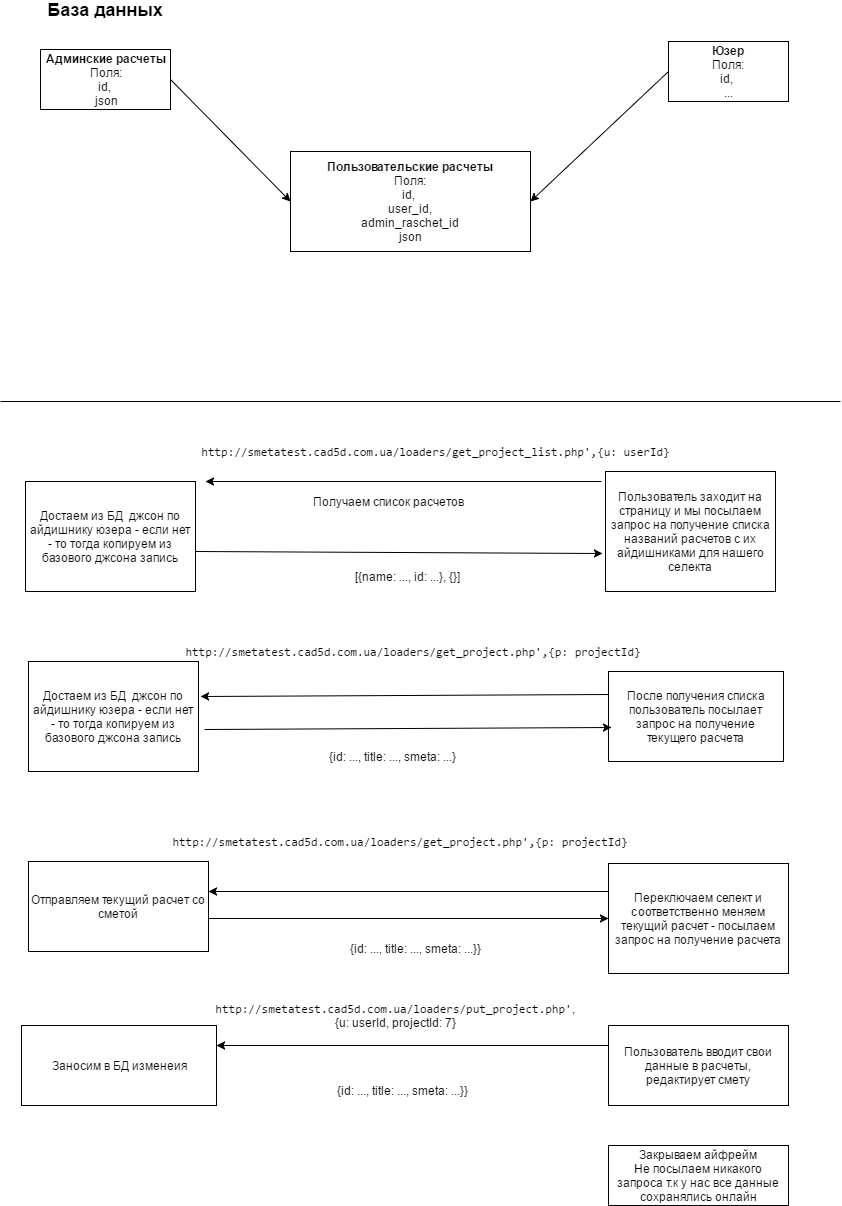 База данных
Админские расчеты
Поля:
id,
json
Юзер
Поля:
id,
...
Пользовательские расчеты
Поля:
id,
user_id,
admin_raschet_id
json
http://smetatest.cad5d.com.ua/loaders/get_project_list.php',{u: userId}
Достаем из БД джсон по
айдишнику юзера - если нет
- то тогда копируем из
базового джсона запись
Получаем список расчетов
[{name: ..., id: ...}, {}]
Пользователь заходит на
страницу и мы посылаем
запрос на получение списка
названий расчетов с их
айдишниками для нашего
селекта
http://smetatest.cad5d.com.ua/loaders/get_project.php',{p: projectId}
Достаем из БД джсон по
айдишнику юзера - если нет
- то тогда копируем из
базового джсона запись
{id: ..., title: ..., smeta: ...}
После получения списка
пользователь посылает
запрос на получение
текущего расчета
http://smetatest.cad5d.com.ua/loaders/get_project.php',{p: projectId}
Отправляем текущий расчет со
сметой
{id: ..., title: ..., smeta: ...}}
Переключаем селект и
соответственно меняем
текущий расчет - посылаем
запрос на получение расчета
http://smetatest.cad5d.com.ua/loaders/put_project.php',
{u: userId, projectId: 7}
Заносим в БД изменеия
{id: ..., title: ..., smeta: ...}}
Пользователь вводит свои
данные в расчеты,
редактирует смету
Закрываем айфрейм
Не посылаем никакого
запроса т.к у нас все данные
сохранялись онлайн